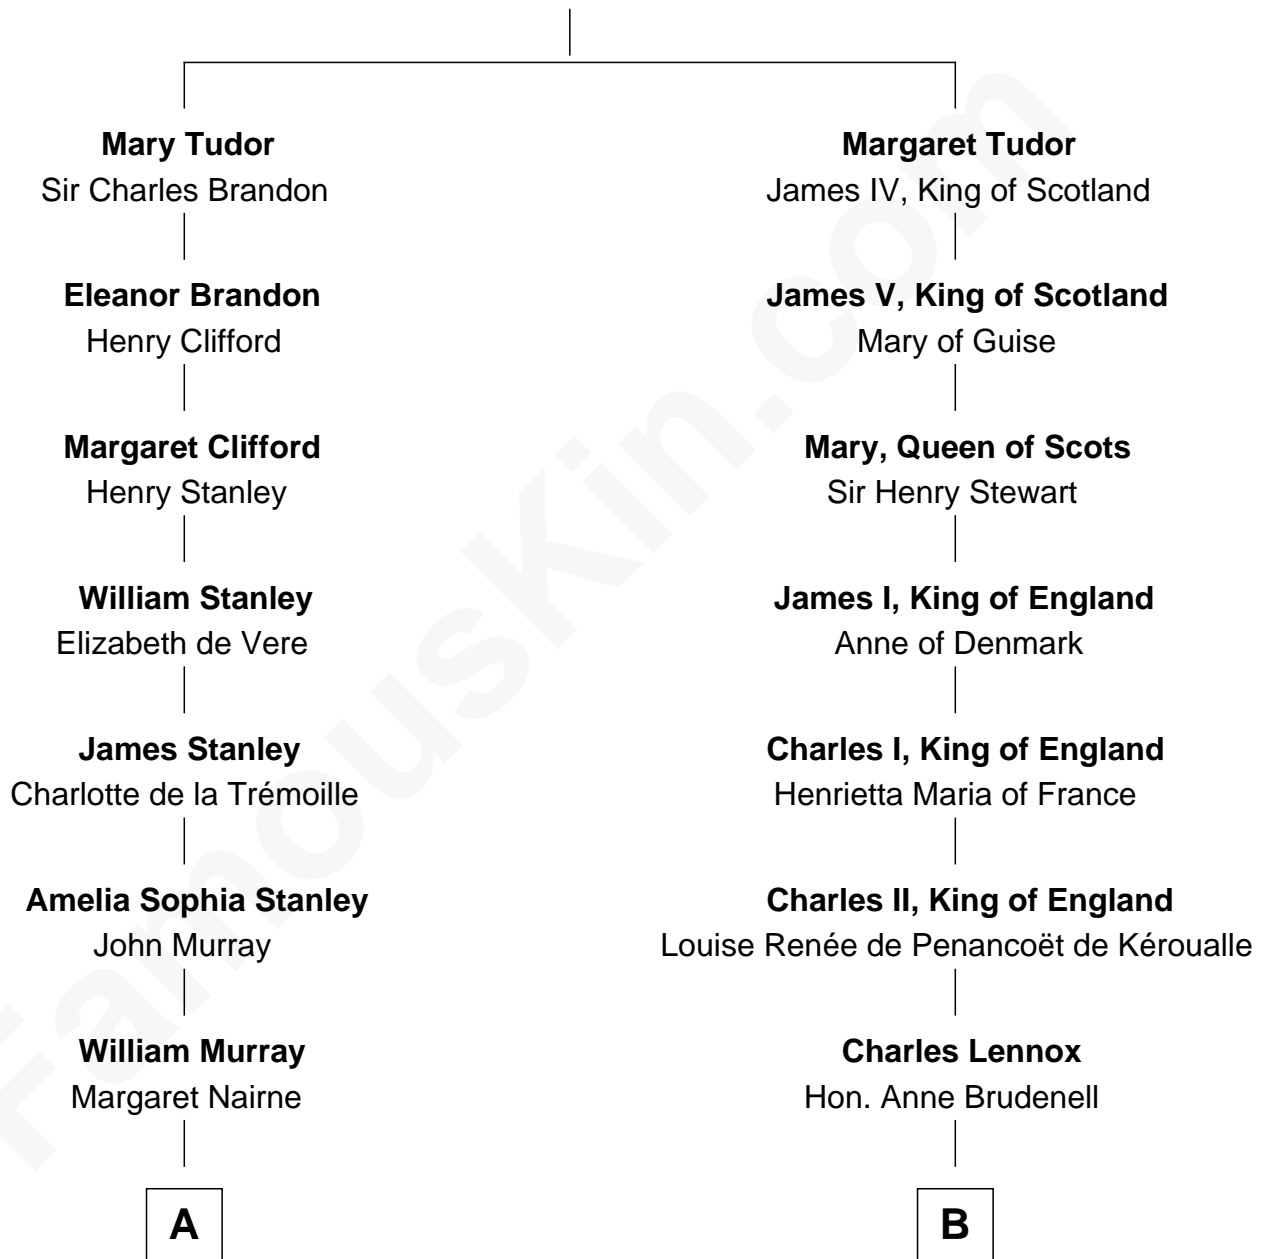 Mary Tudor
Sir Charles Brandon
Eleanor Brandon
Henry Clifford
Margaret Clifford
Henry Stanley
William Stanley
Elizabeth de Vere
James Stanley
Charlotte de la Trémoille
Amelia Sophia Stanley
John Murray
William Murray
Margaret Nairne
A
Margaret Tudor
James IV, King of Scotland
James V, King of Scotland
Mary of Guise
Mary, Queen of Scots
Sir Henry Stewart
James I, King of England
Anne of Denmark
Charles I, King of England
Henrietta Maria of France
Charles II, King of England
Louise Renée de Penancoët de Kéroualle
Charles Lennox
Hon. Anne Brudenell
B
FamousKin.com